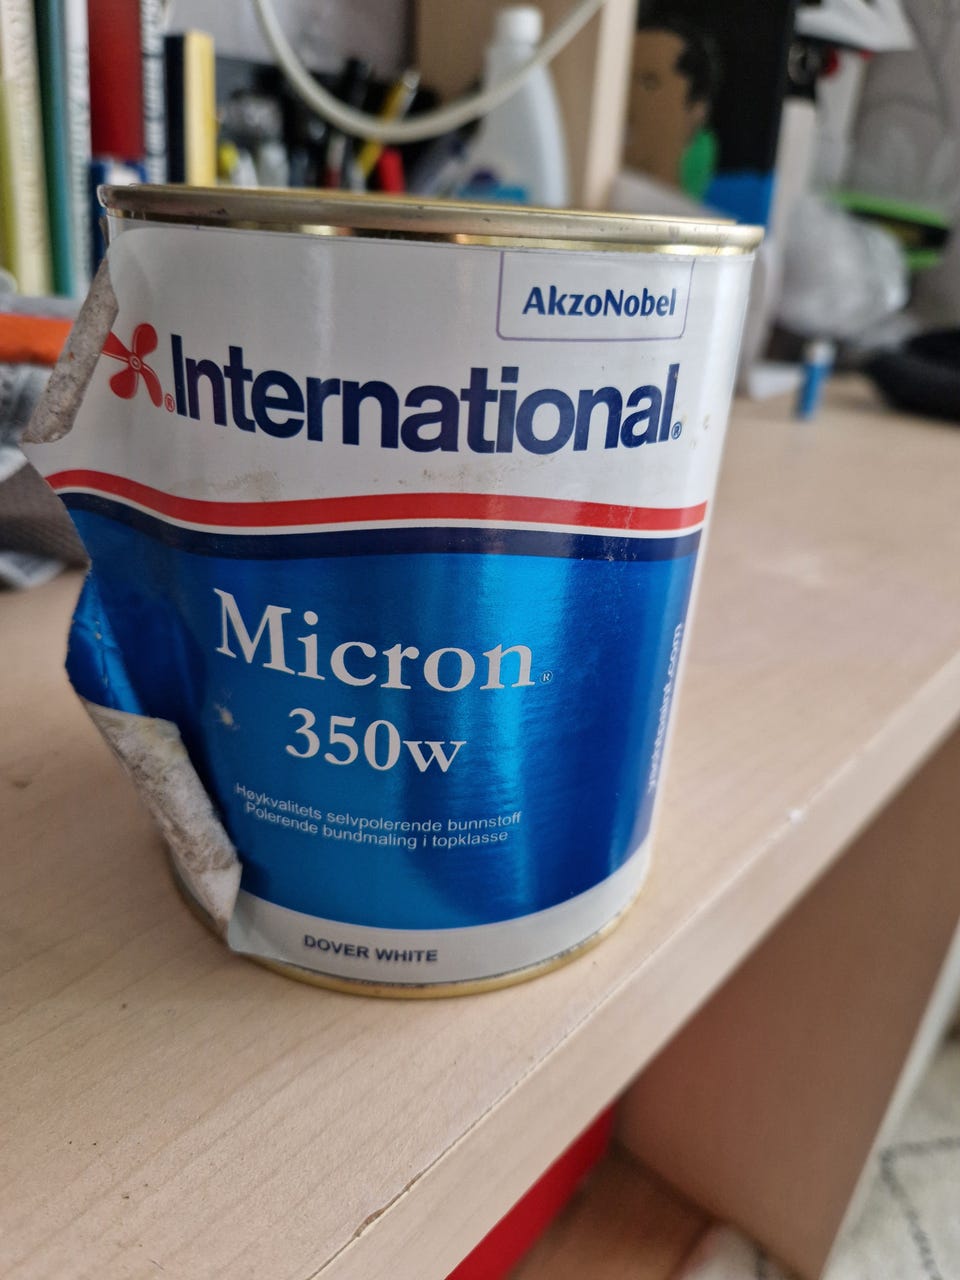 AkzoNobel
International®
Micron®
350w
Høykvalitets selvpolerende bunnstoff
Polerende bundmaling i topklasse
DOVER WHITE